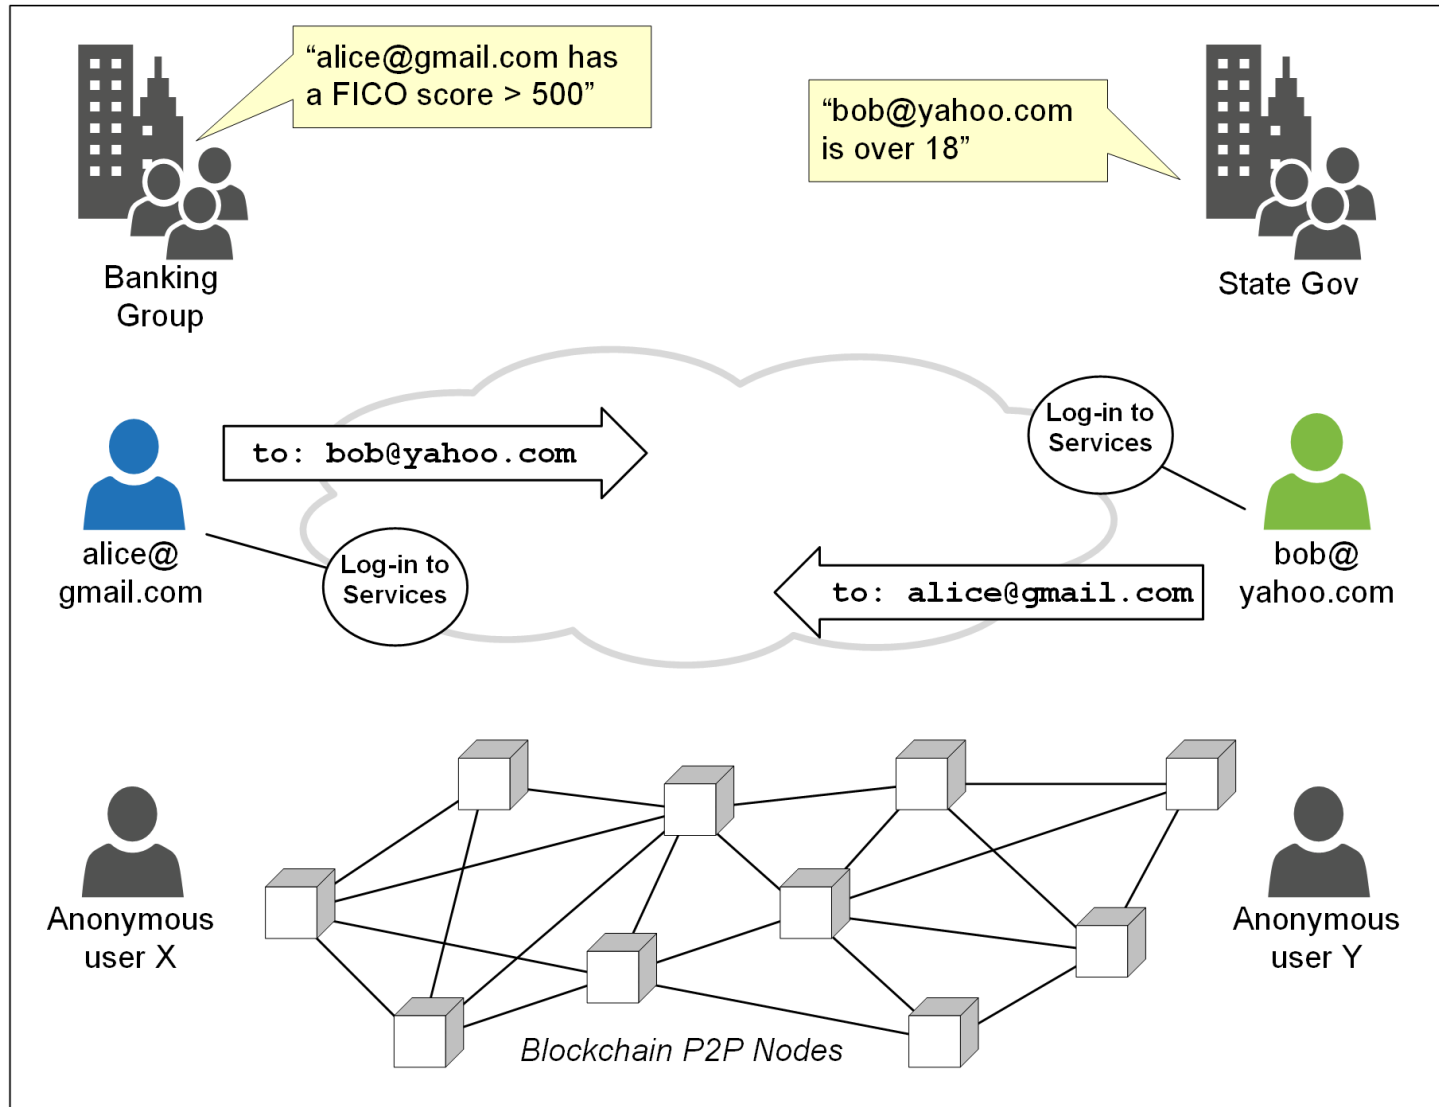 “alice@gmail.com has
a FICO score > 500”
“bob@yahoo.com
is over 18”
Banking
Group
State Gov
to: bob@yahoo.com
Log-in to
Services
alice@
gmail.com
Log-in to
Services
bob@
yahoo.com
to: alice@gmail.com
Anonymous
user X
Anonymous
user Y
Blockchain P2P Nodes